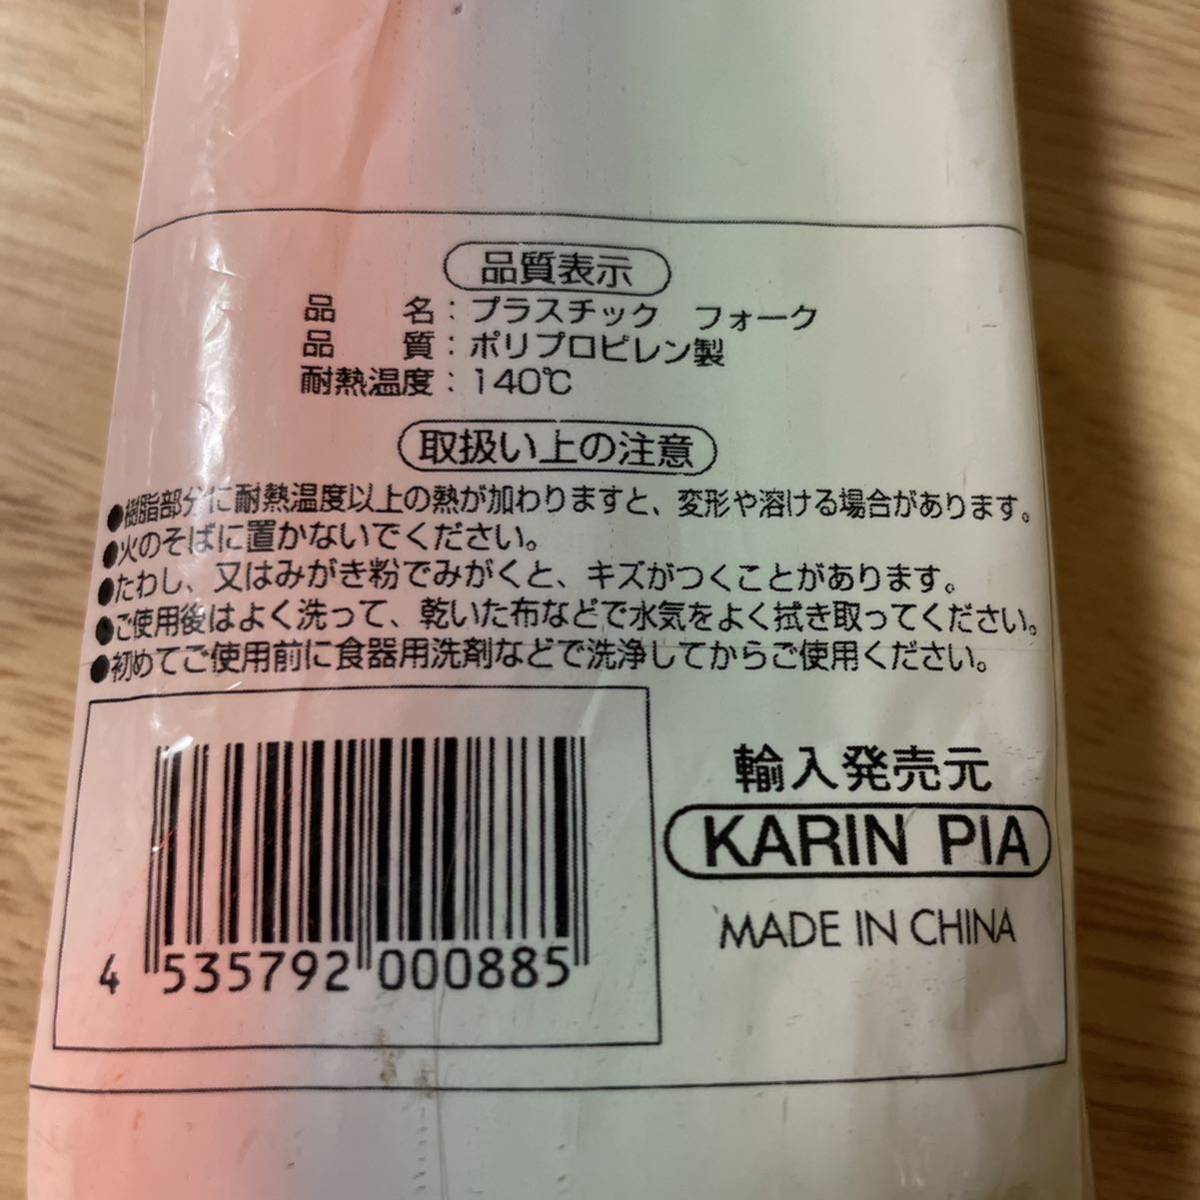 品質表示
品　　名：プラスチック　フォーク
品　　質：ポリプロピレン製
耐熱温度：140℃
取扱い上の注意
●樹脂部分に耐熱温度以上の熱が加わりますと、変形や溶ける場合があります。
●火のそばに置かないでください。
●たわし、又はみがき粉でみがくと、キズがつくことがあります。
●ご使用後はよく洗って、乾いた布などで水気をよく拭き取ってください。
●初めてご使用前に食器用洗剤などで洗浄してからご使用ください。
輸入発売元
KARIN PIA
MADE IN CHINA
4 535792 000885